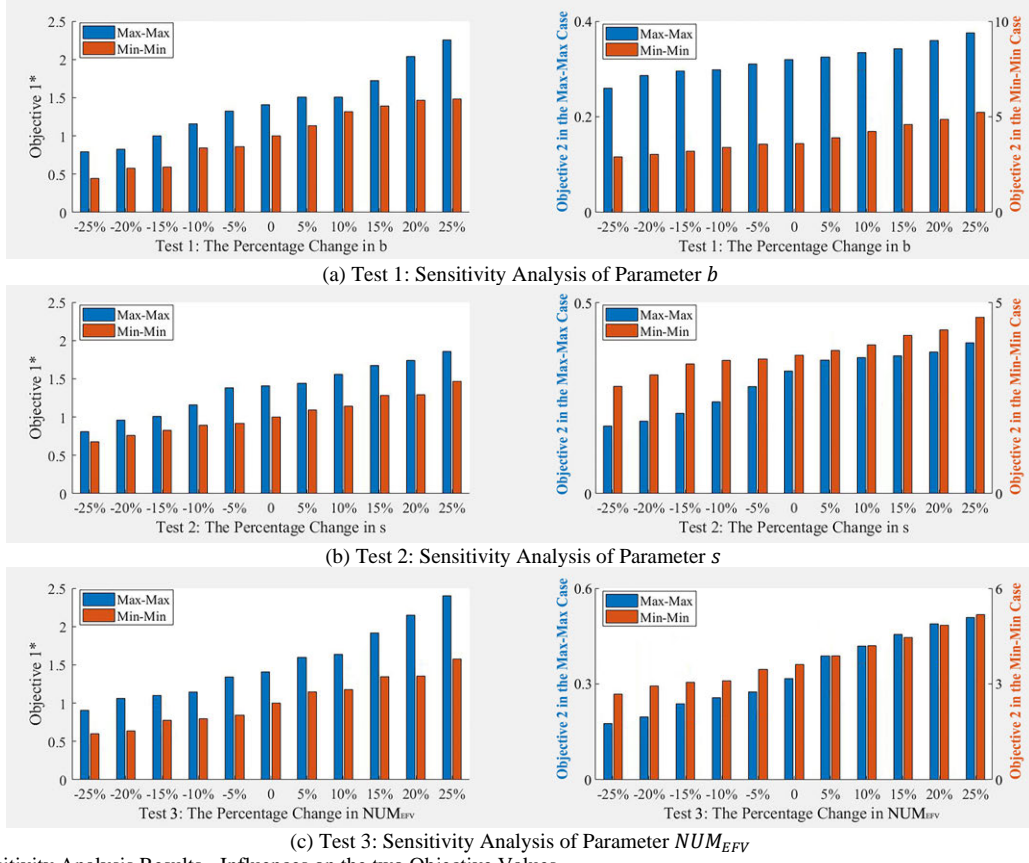 2.5
2
1.5
1
0.5
0
Objective 1*
Max-Max
Min-Min
-25% -20% -15% -10% -5% 0 5% 10% 15% 20% 25%
Test 1: The Percentage Change in b
0.4
0.2
0
Objective 2 in the Max-Max Case
Max-Max
Min-Min
10
5
0
Objective 2 in the Min-Min Case
-25% -20% -15% -10% -5% 0 5% 10% 15% 20% 25%
Test 1: The Percentage Change in b
(a) Test 1: Sensitivity Analysis of Parameter b
2.5
2
1.5
1
0.5
0
Objective 1*
Max-Max
Min-Min
-25% -20% -15% -10% -5% 0 5% 10% 15% 20% 25%
Test 2: The Percentage Change in s
0.5
0
Objective 2 in the Max-Max Case
Max-Max
Min-Min
5
0
Objective 2 in the Min-Min Case
-25% -20% -15% -10% -5% 0 5% 10% 15% 20% 25%
Test 2: The Percentage Change in s
(b) Test 2: Sensitivity Analysis of Parameter s
2.5
2
1.5
1
0.5
0
Objective 1*
Max-Max
Min-Min
-25% -20% -15% -10% -5% 0 5% 10% 15% 20% 25%
Test 3: The Percentage Change in NUMEFV
0.6
0.3
0
Objective 2 in the Max-Max Case
Max-Max
Min-Min
6
3
0
Objective 2 in the Min-Min Case
-25% -20% -15% -10% -5% 0 5% 10% 15% 20% 25%
Test 3: The Percentage Change in NUMEFV
(c) Test 3: Sensitivity Analysis of Parameter NUM_EFV